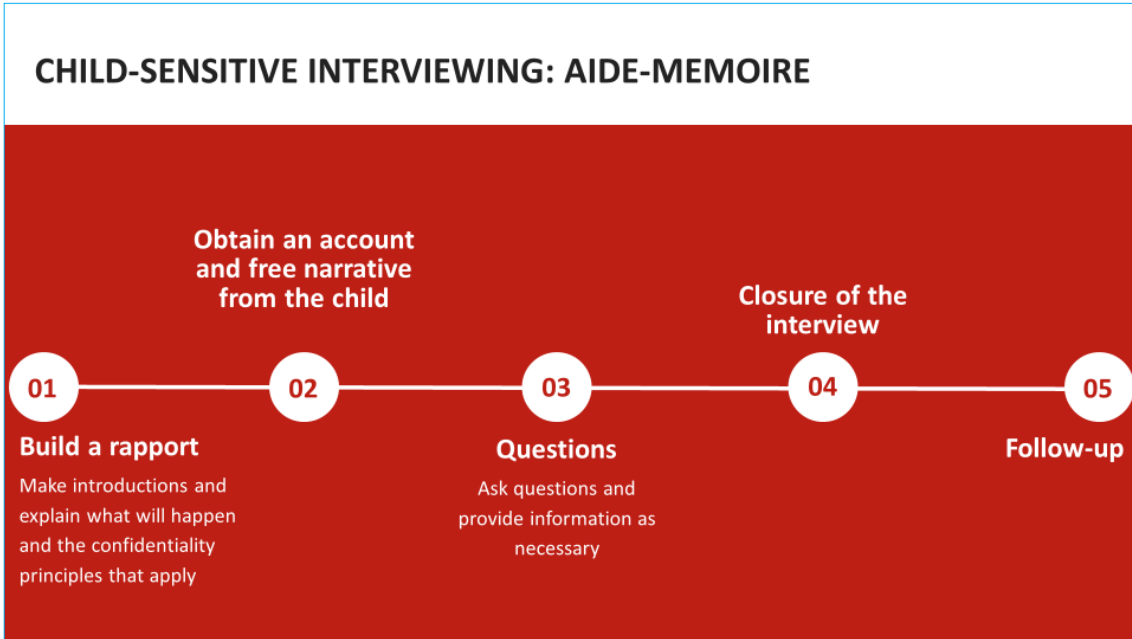 CHILD-SENSITIVE INTERVIEWING: AIDE-MEMOIRE
01
Build a rapport
Make introductions and
explain what will happen
and the confidentiality
principles that apply
Obtain an account
and free narrative
from the child
02
03
Questions
Ask questions and
provide information as
necessary
Closure of the
interview
04
05
Follow-up